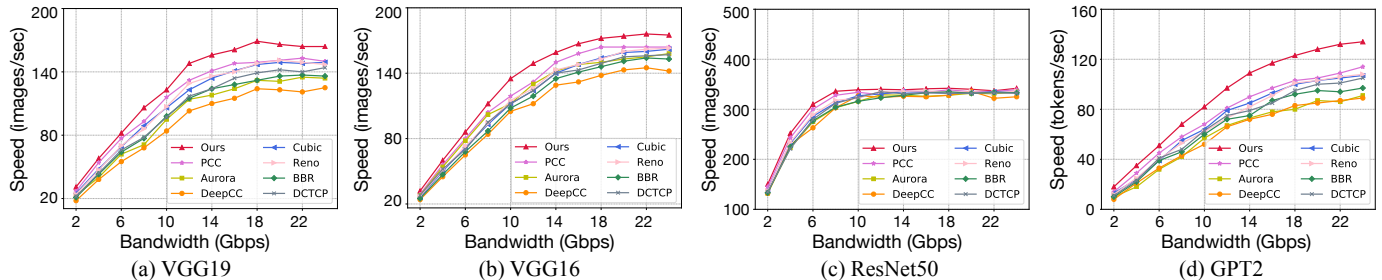 Speed (images/sec)
200
140
80
20
Ours
PCC
Aurora
DeepCC
Cubic
Reno
BBR
DCTCP
2 6 10 14 18 22
Bandwidth (Gbps)
(a) VGG19
Speed (images/sec)
200
140
80
20
Ours
PCC
Aurora
DeepCC
Cubic
Reno
BBR
DCTCP
2 6 10 14 18 22
Bandwidth (Gbps)
(b) VGG16
Speed (images/sec)
500
400
300
200
100
Ours
PCC
Aurora
DeepCC
Cubic
Reno
BBR
DCTCP
2 6 10 14 18 22
Bandwidth (Gbps)
(c) ResNet50
Speed (tokens/sec)
160
120
80
40
0
Ours
PCC
Aurora
DeepCC
Cubic
Reno
BBR
DCTCP
2 6 10 14 18 22
Bandwidth (Gbps)
(d) GPT2